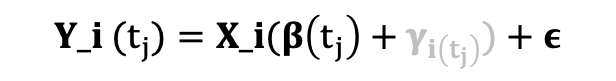 𝐘_𝐢 (tⱼ) = 𝐗_𝐢(𝛃(tⱼ) + γᵢ₍ₜⱼ₎) + 𝛜